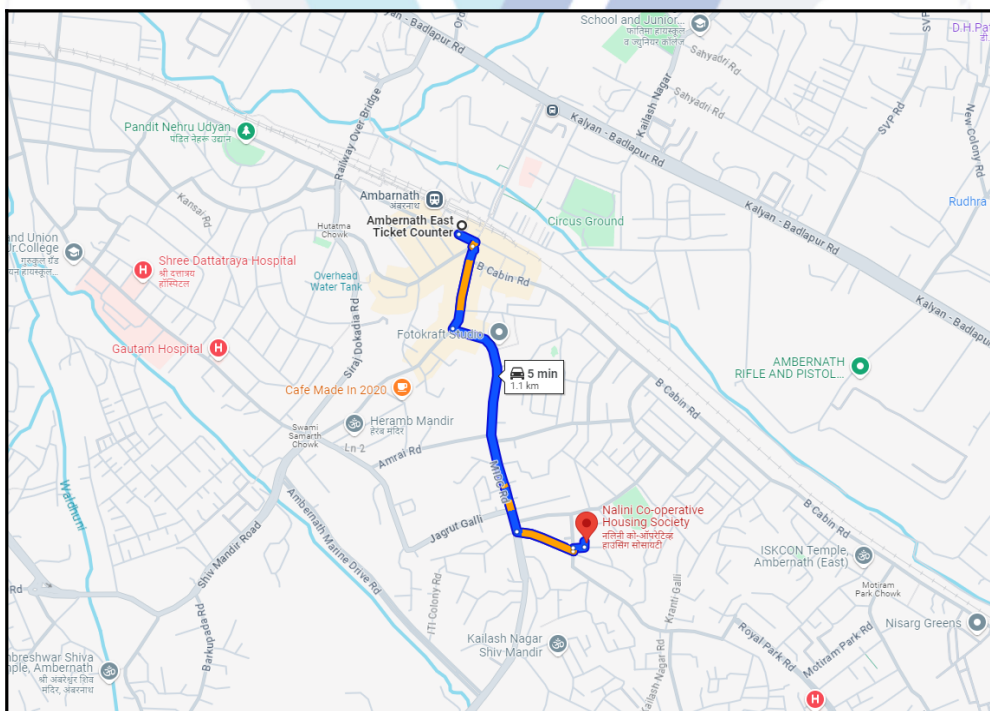 School and Junior...
फातिमा हायस्कूल
व ज्युनियर कॉलेज
D.H.Pat
Kalyan - Badlapur Rd
Sahyadri Rd
Sahyadri Rd
SVP Rd
Kailash Nagar
Railway Over Bridge
Pandit Nehru Udyan
पंडित नेहरू उद्यान
Kalyan - Badlapur Rd
SVP Rd
New Colony Rd
Ambarnath
अंबरनाथ
Kansai Rd
Rudhra
Ambernath East
Ticket Counter
Circus Ground
Hutatma
Chowk
and Union
College
Shree Dattatraya Hospital
श्री दत्तात्रय
हॉस्पिटल
Overhead
Water Tank
B Cabin Rd
Kalyan - Badlapur
Fotokraft Studio
Gautam Hospital
Siraj Dokadia Rd
5 min
1.1 km
AMBERNATH
RIFLE AND PISTOL...
Cafe Made In 2020
B Cabin Rd
Heramb Mandir
हेरंब मंदिर
Swami
Samarth
Chowk
Ln 2
Amrai Rd
MIDC Rd
Waldhuni
Ambernath Marine Drive Rd
Nalini Co-operative
Housing Society
नलिनी को-ऑपरेटिव्ह
हाउसिंग सोसायटी
B Cabin Rd
Jagrut Galli
Shiv Mandir Road
ISKCON Temple,
Ambernath (East)
Rd
ITI Colony Rd
Kranti Galli
Motiram
Park Chowk
Barkupada Rd
Kailash Nagar
Shiv Mandir
Nisarg Greens
Royal Park Rd
Motiram Park Rd
mbreshwar Shiva
ple, Ambernath
श्री अंबरेश्वर शिव
मंदिर, अंबरनाथ
Kailash Nagar Rd